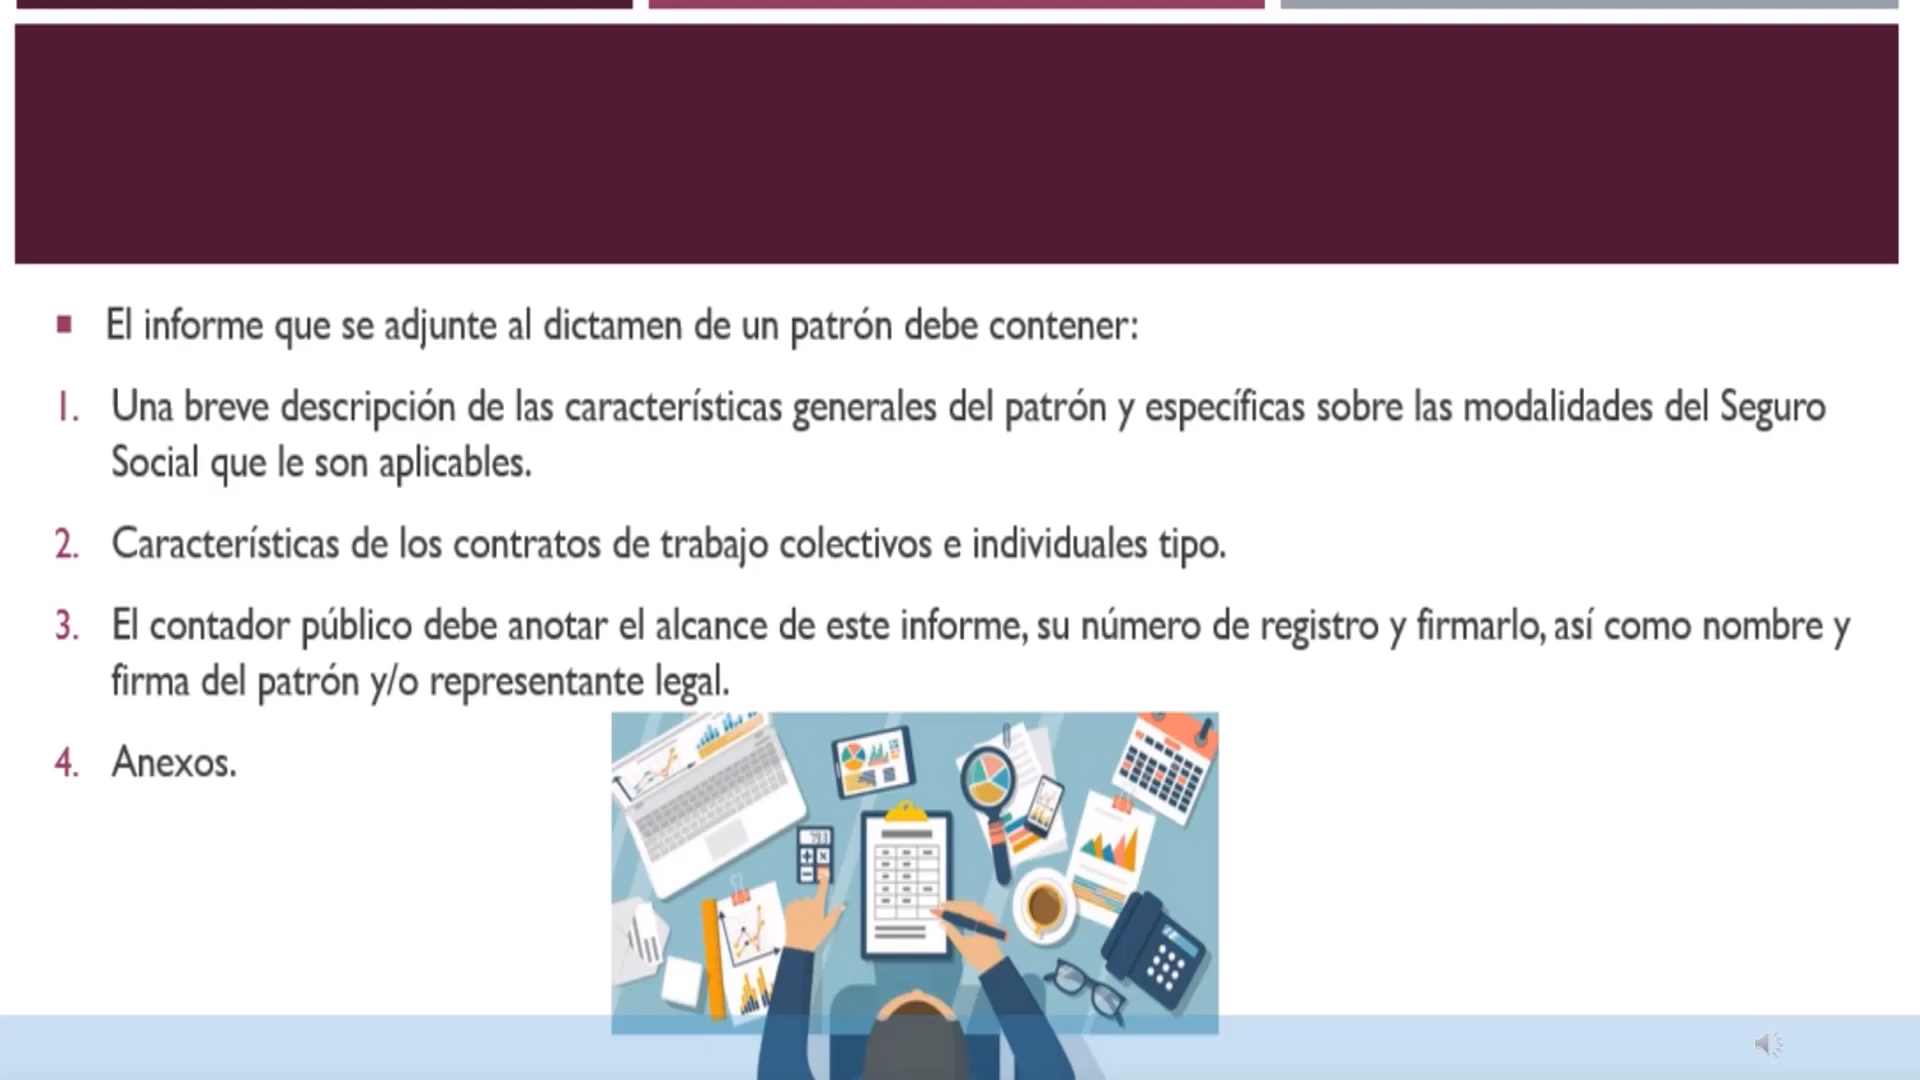 ▪ El informe que se adjunte al dictamen de un patrón debe contener:
1. Una breve descripción de las características generales del patrón y específicas sobre las modalidades del Seguro
Social que le son aplicables.
2. Características de los contratos de trabajo colectivos e individuales tipo.
3. El contador público debe anotar el alcance de este informe, su número de registro y firmarlo, así como nombre y
firma del patrón y/o representante legal.
4. Anexos.